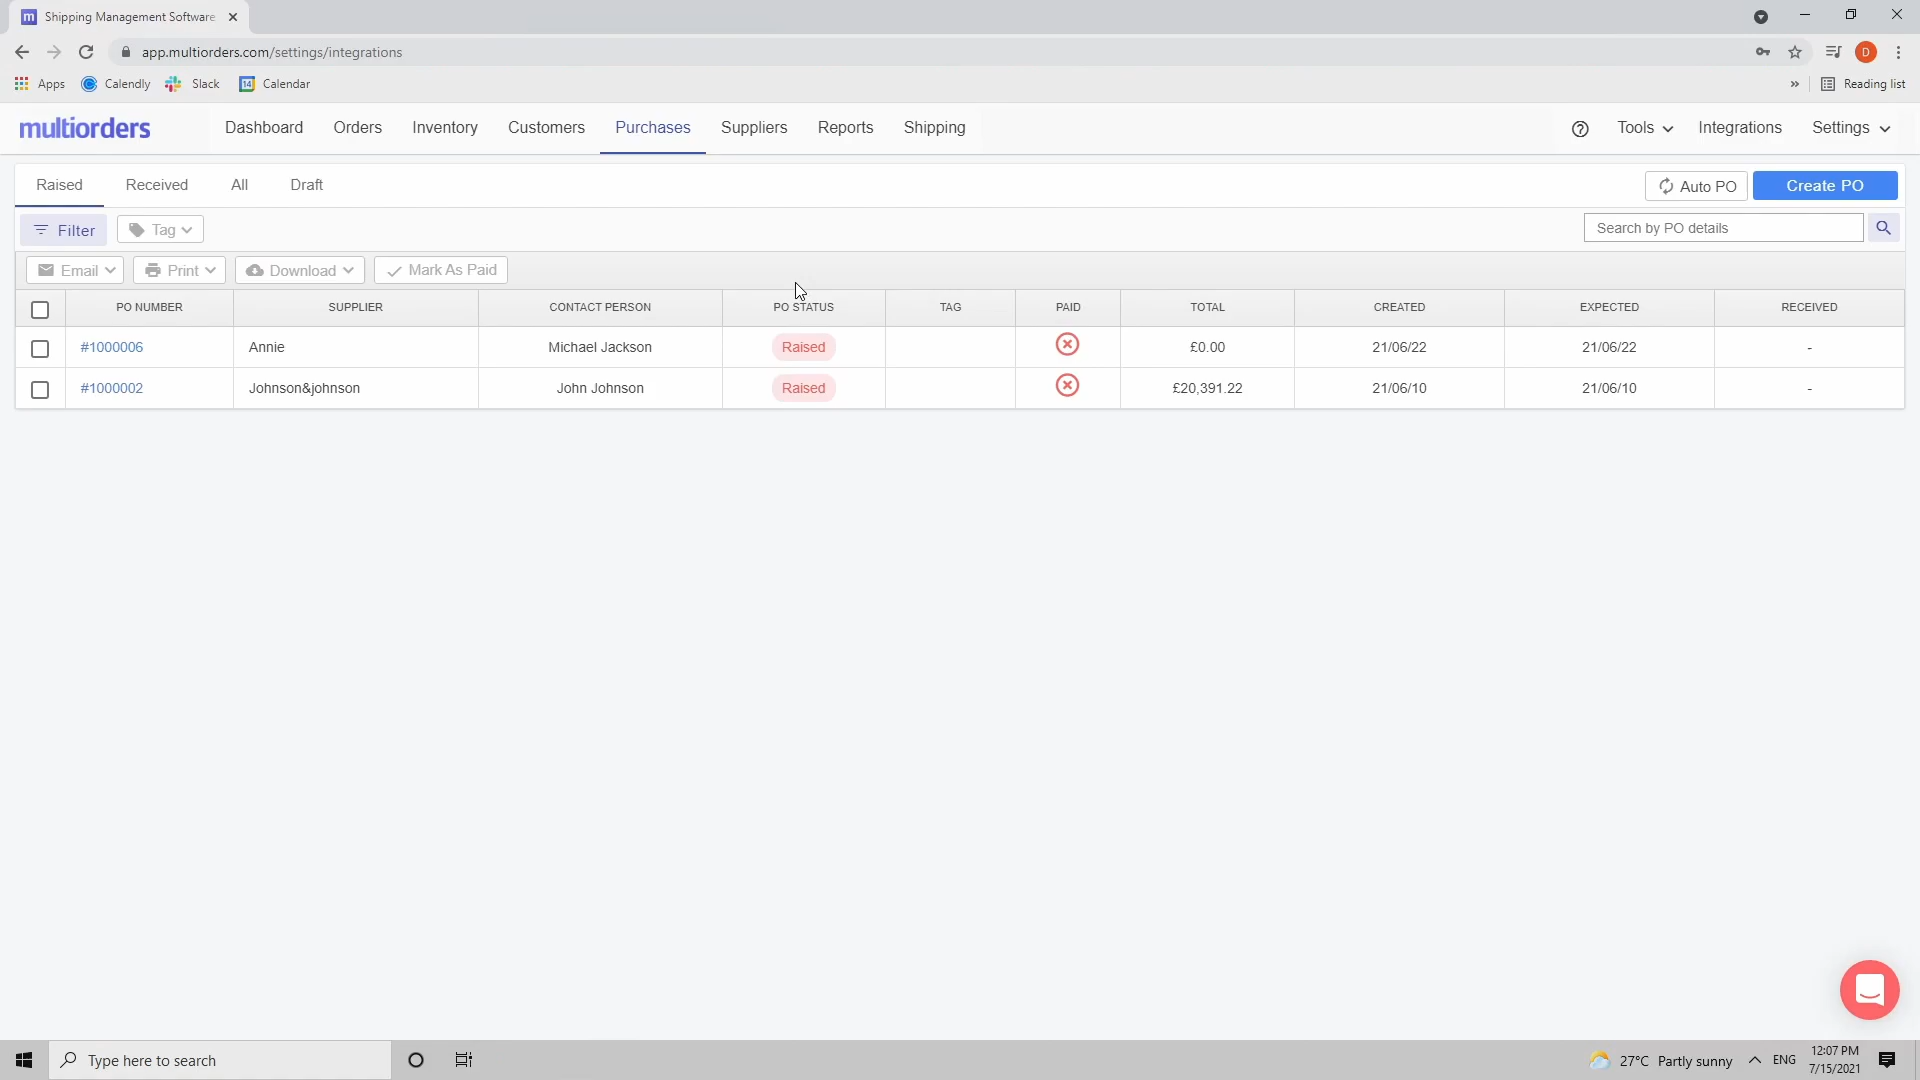 m Shipping Management Software
app.multiorders.com/settings/integrations
D
Apps Calendly Slack 14 Calendar Reading list
multiorders Dashboard Orders Inventory Customers Purchases Suppliers Reports Shipping Tools Integrations Settings
Raised Received All Draft Auto PO Create PO
Filter Tag Search by PO details
Email Print Download Mark As Paid
PO NUMBER SUPPLIER CONTACT PERSON PO STATUS TAG PAID TOTAL CREATED EXPECTED RECEIVED
#1000006 Annie Michael Jackson Raised £0.00 21/06/22 21/06/22 -
#1000002 Johnson&johnson John Johnson Raised £20,391.22 21/06/10 21/06/10 -
Type here to search 27°C Partly sunny ENG 12:07 PM
7/15/2021